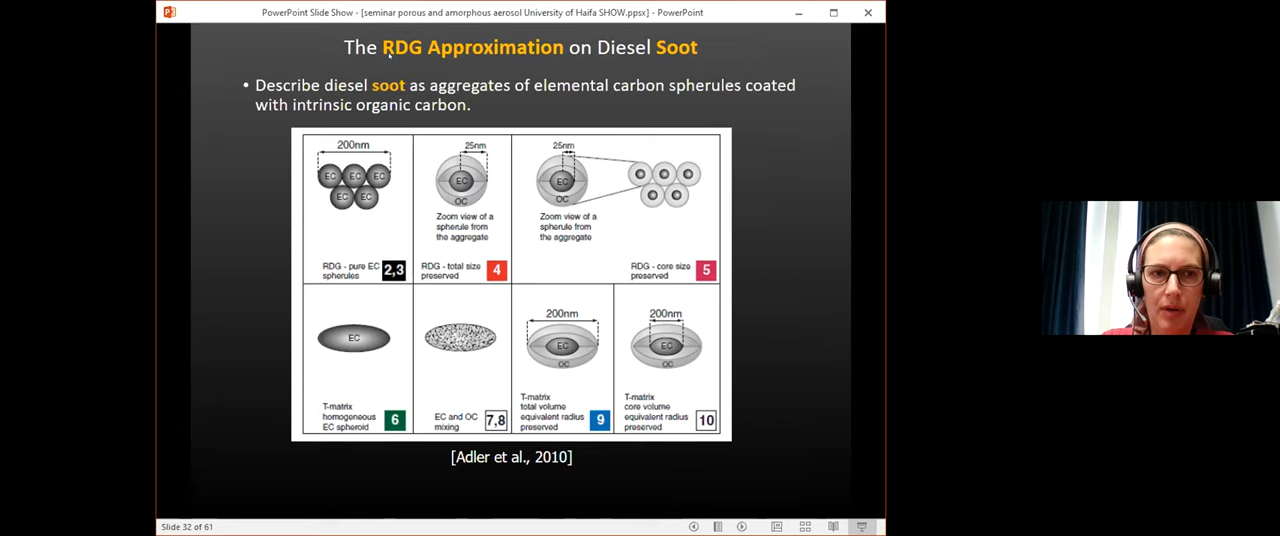 PowerPoint Slide Show - [seminar porous and amorphous aerosol University of Haifa SHOW.ppsx] - PowerPoint
The RDG Approximation on Diesel Soot
• Describe diesel soot as aggregates of elemental carbon spherules coated
with intrinsic organic carbon.
200nm
EC EC EC
EC EC
RDG - pure EC
spherules
2,3
25nm
EC
OC
Zoom view of a
spherule from
the aggregate
RDG - total size
preserved
4
25nm
EC
OC
Zoom view of a
spherule from
the aggregate
RDG - core size
preserved
5
EC
T-matrix
homogeneous
EC spheroid
6
EC and OC
mixing
7,8
200nm
EC
OC
T-matrix
total volume
equivalent radius
preserved
9
200nm
EC
OC
T-matrix
core volume
equivalent radius
preserved
10
[Adler et al., 2010]
Slide 32 of 61